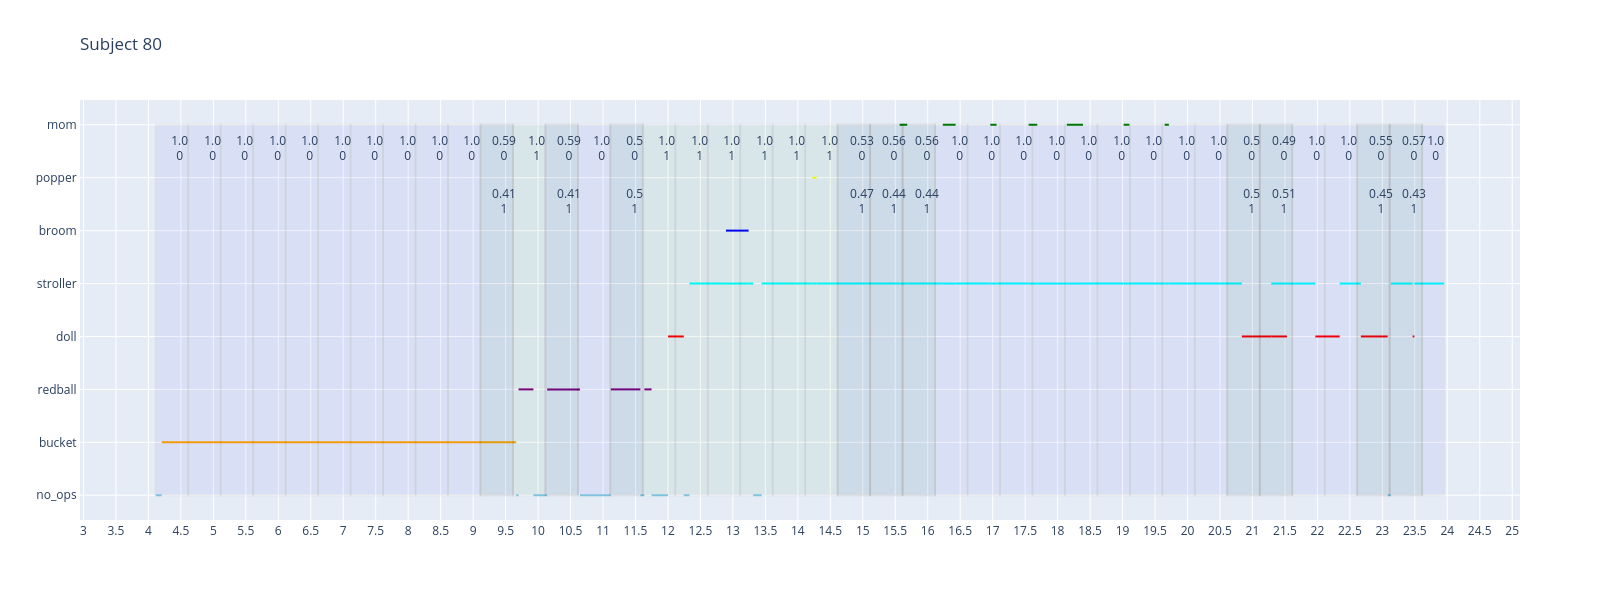 Subject 80
mom
1.0 1.0 1.0 1.0 1.0 1.0 1.0 1.0 1.0 1.0 0.59 1.0 0.59 1.0 0.5 1.0 1.0 1.0 1.0 1.0 1.0 0.53 0.56 0.56 1.0 1.0 1.0 1.0 1.0 1.0 1.0 1.0 1.0 0.5 0.49 1.0 1.0 0.55 0.57 1.0
0 0 0 0 0 0 0 0 0 0 0 1 0 0 0 1 1 1 1 1 1 0 0 0 0 0 0 0 0 0 0 0 0 0 0 0 0 0 0 0
popper
0.41 0.41 0.5 0.47 0.44 0.44 0.5 0.51 0.45 0.43
1 1 1 1 1 1 1 1 1 1
broom
stroller
doll
redball
bucket
no_ops
3 3.5 4 4.5 5 5.5 6 6.5 7 7.5 8 8.5 9 9.5 10 10.5 11 11.5 12 12.5 13 13.5 14 14.5 15 15.5 16 16.5 17 17.5 18 18.5 19 19.5 20 20.5 21 21.5 22 22.5 23 23.5 24 24.5 25